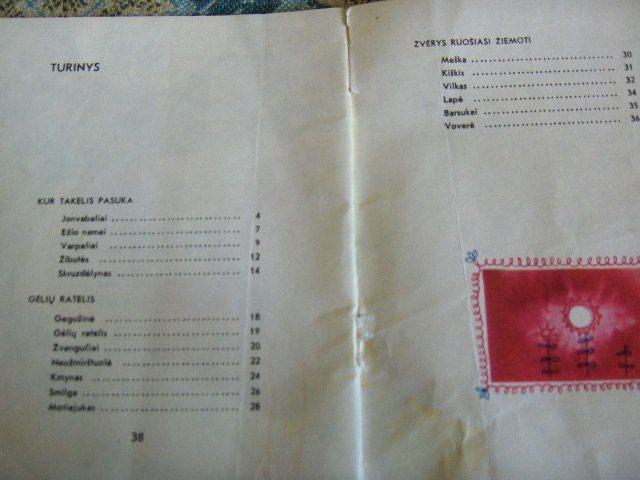 TURINYS
KUR TAKELIS PASUKA
Jonvabaliai 4
Ežio namai 7
Varpeliai 9
Žibutės 12
Skruzdėlynas 14
GĖLIŲ RATELIS
Gegužinė 18
Gėlių ratelis 19
Žvangučiai 20
Neužmirštuolė 22
Kmynas 24
Smilga 26
Motiejukas 28
38
ŽVĖRYS RUOŠIASI ŽIEMOTI
Meška 30
Kiškis 31
Vilkas 32
Lapė 34
Barsukai 35
Voverė 36